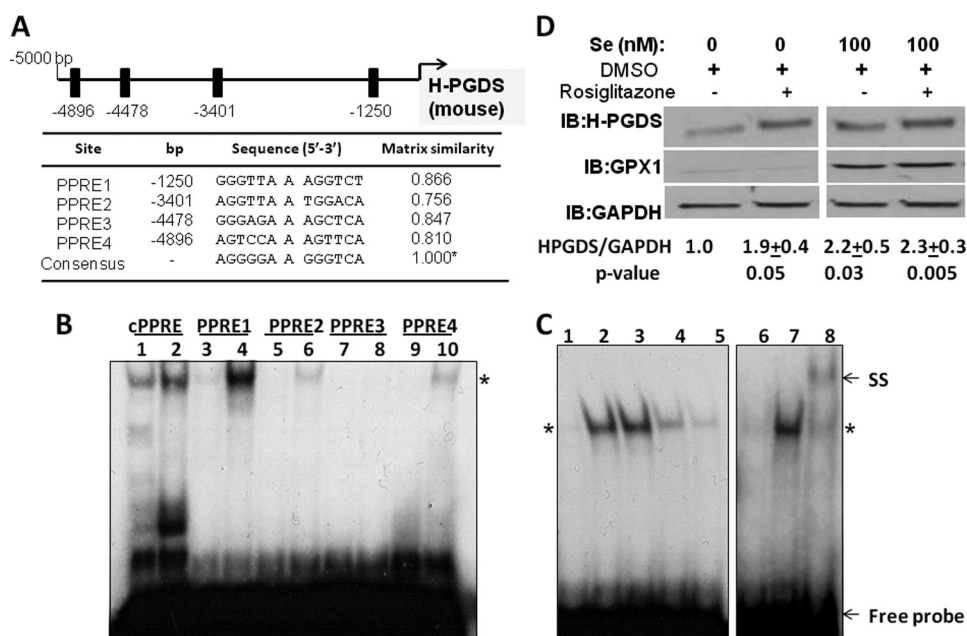 A
-5000 bp
-4896 -4478 -3401 -1250
H-PGDS
(mouse)
Site bp Sequence (5′-3′) Matrix similarity
PPRE1 -1250 GGGTTA A AGGTCT 0.866
PPRE2 -3401 AGGTTA A TGGACA 0.756
PPRE3 -4478 GGGAGA A AGCTCA 0.847
PPRE4 -4896 AGTCCA A AGTTCA 0.810
Consensus - AGGGGA A GGGTCA 1.000*
D
Se (nM): 0 0 100 100
DMSO + + + +
Rosiglitazone - + - +
IB:H-PGDS
IB:GPX1
IB:GAPDH
HPGDS/GAPDH 1.0 1.9±0.4 2.2±0.5 2.3±0.3
p-value 0.05 0.03 0.005
B
cPPRE PPRE1 PPRE2 PPRE3 PPRE4
1 2 3 4 5 6 7 8 9 10
*
C
1 2 3 4 5 6 7 8
SS
* *
Free probe